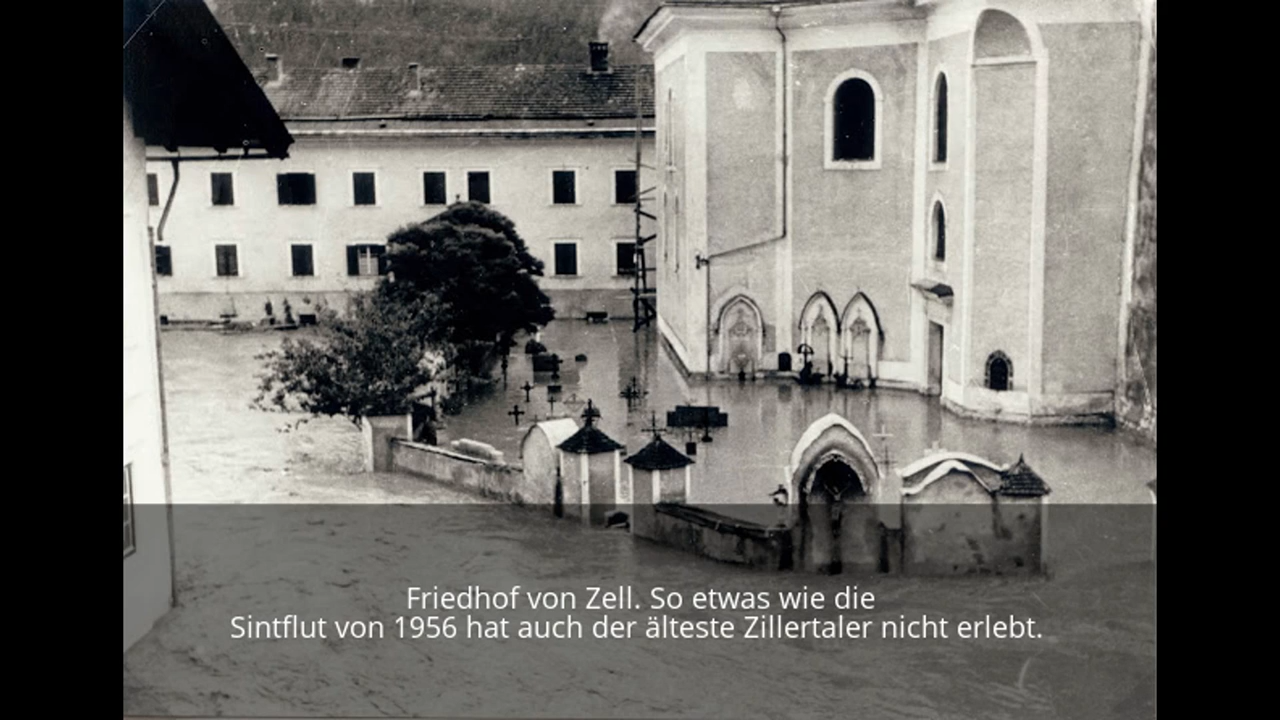 Friedhof von Zell. So etwas wie die
Sintflut von 1956 hat auch der älteste Zillertaler nicht erlebt.